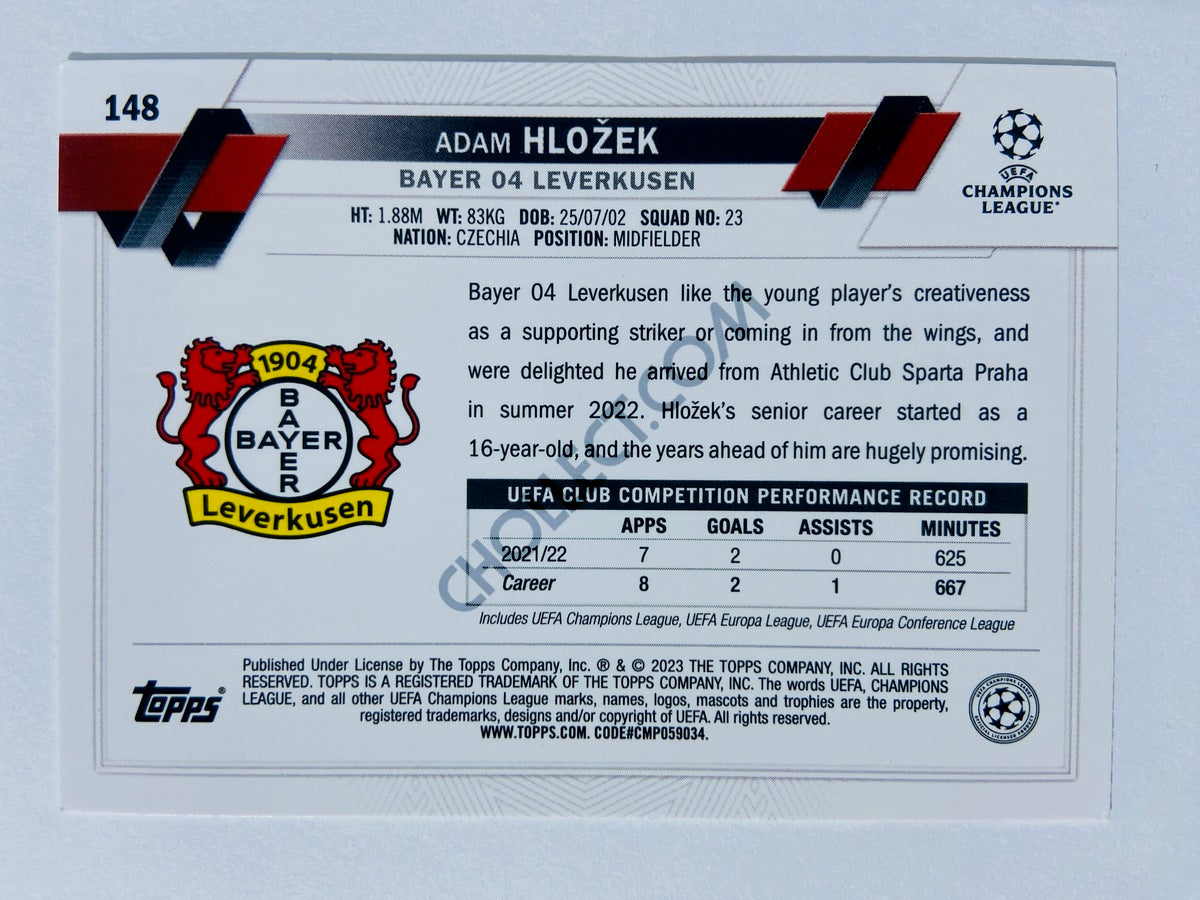 148
ADAM HLOŽEK
BAYER 04 LEVERKUSEN
HT: 1.88M WT: 83KG DOB: 25/07/02 SQUAD NO: 23
NATION: CZECHIA POSITION: MIDFIELDER
UEFA
CHAMPIONS
LEAGUE®
Bayer 04 Leverkusen like the young player's creativeness
as a supporting striker or coming in from the wings, and
were delighted he arrived from Athletic Club Sparta Praha
in summer 2022. Hložek's senior career started as a
16-year-old, and the years ahead of him are hugely promising.
1904
BAYER
BAYER
Leverkusen
UEFA CLUB COMPETITION PERFORMANCE RECORD
APPS GOALS ASSISTS MINUTES
2021/22 7 2 0 625
Career 8 2 1 667
Includes UEFA Champions League, UEFA Europa League, UEFA Europa Conference League
CHOLLECT.COM
Topps®
Published Under License by The Topps Company, Inc. ® & © 2023 THE TOPPS COMPANY, INC. ALL RIGHTS
RESERVED. TOPPS IS A REGISTERED TRADEMARK OF THE TOPPS COMPANY, INC. The words UEFA, CHAMPIONS
LEAGUE, and all other UEFA Champions League marks, names, logos, mascots and trophies are the property,
registered trademarks, designs and/or copyright of UEFA. All rights reserved.
WWW.TOPPS.COM. CODE#CMP059034.
UEFA CHAMPIONS LEAGUE
OFFICIAL LICENSED PRODUCT